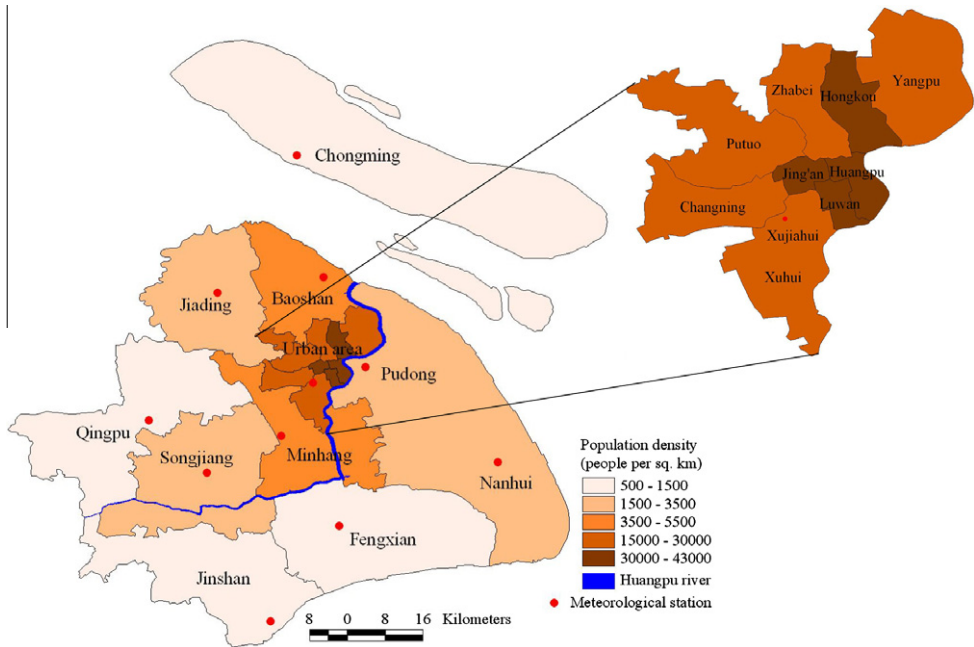 Chongming
Jiading
Baoshan
Urban area
Pudong
Qingpu
Songjiang
Minhang
Nanhui
Fengxian
Jinshan
Yangpu
Zhabei
Hongkou
Putuo
Jing'an
Huangpu
Changning
Luwan
Xujiahui
Xuhui
Population density
(people per sq. km)
500 - 1500
1500 - 3500
3500 - 5500
15000 - 30000
30000 - 43000
Huangpu river
Meteorological station
8 0 8 16 Kilometers